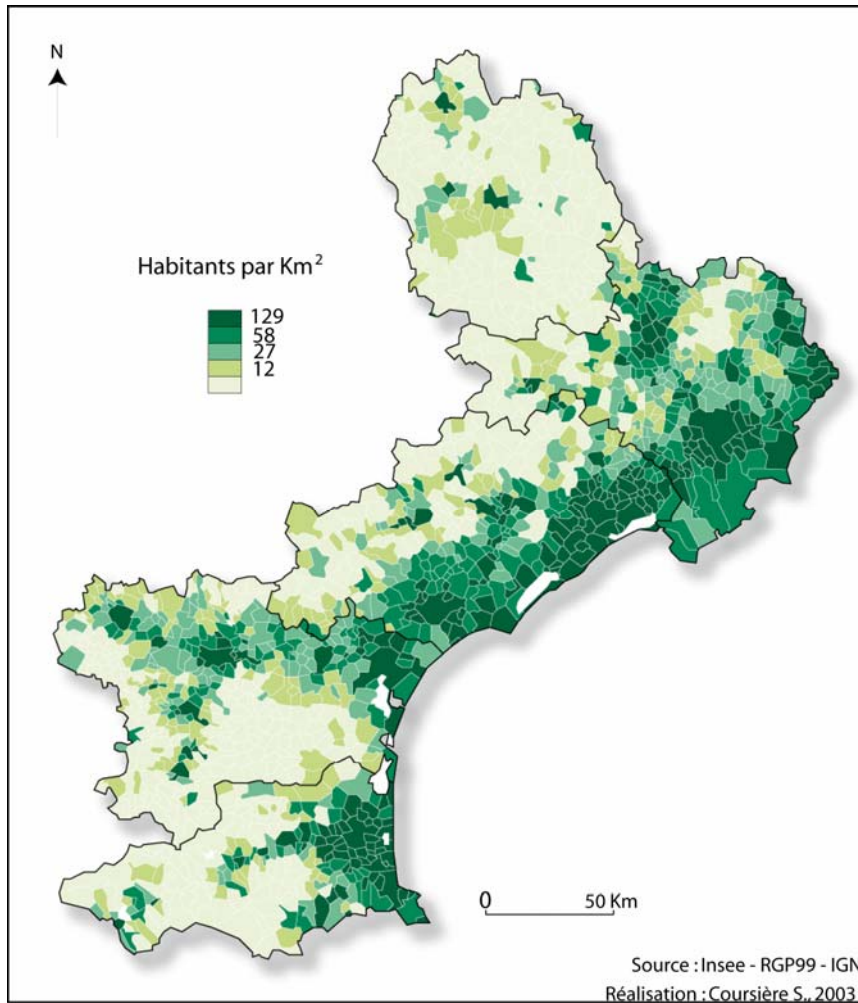 N
Habitants par Km²
129
58
27
12
0 50 Km
Source : Insee - RGP99 - IGN
Réalisation : Coursière S., 2003